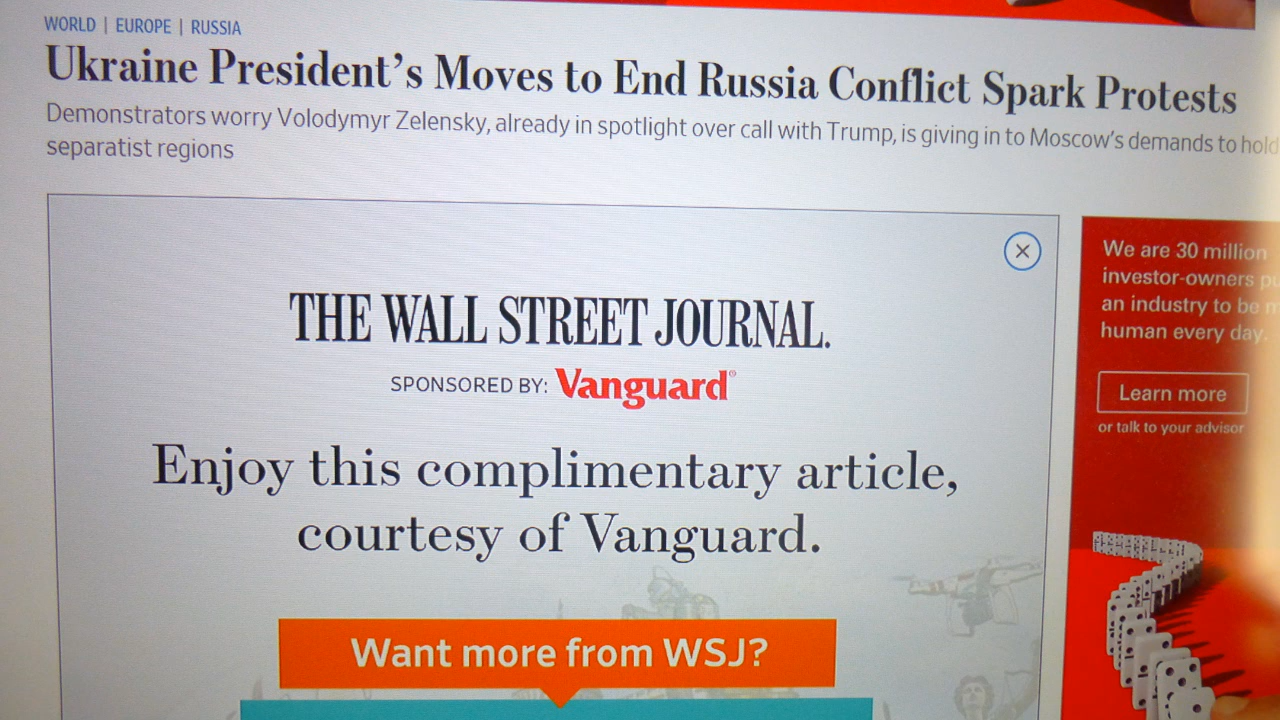 WORLD | EUROPE | RUSSIA
Ukraine President's Moves to End Russia Conflict Spark Protests
Demonstrators worry Volodymyr Zelensky, already in spotlight over call with Trump, is giving in to Moscow's demands to hold
separatist regions
THE WALL STREET JOURNAL.
SPONSORED BY: Vanguard®
Enjoy this complimentary article,
courtesy of Vanguard.
Want more from WSJ?
We are 30 million
investor-owners
an industry to be
human every day.
Learn more
or talk to your advisor